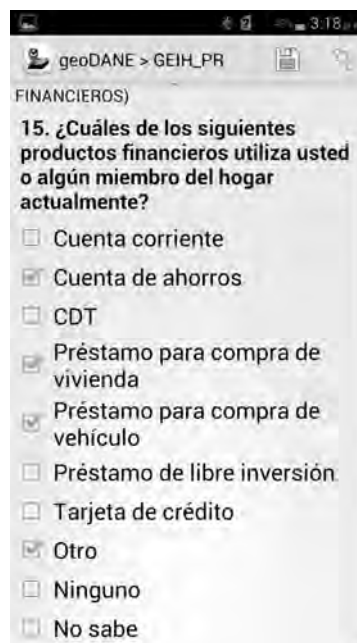 3:18
geoDANE > GEIH_PR
FINANCIEROS)
15. ¿Cuáles de los siguientes
productos financieros utiliza usted
o algún miembro del hogar
actualmente?
Cuenta corriente
Cuenta de ahorros
CDT
Préstamo para compra de
vivienda
Préstamo para compra de
vehículo
Préstamo de libre inversión
Tarjeta de crédito
Otro
Ninguno
No sabe